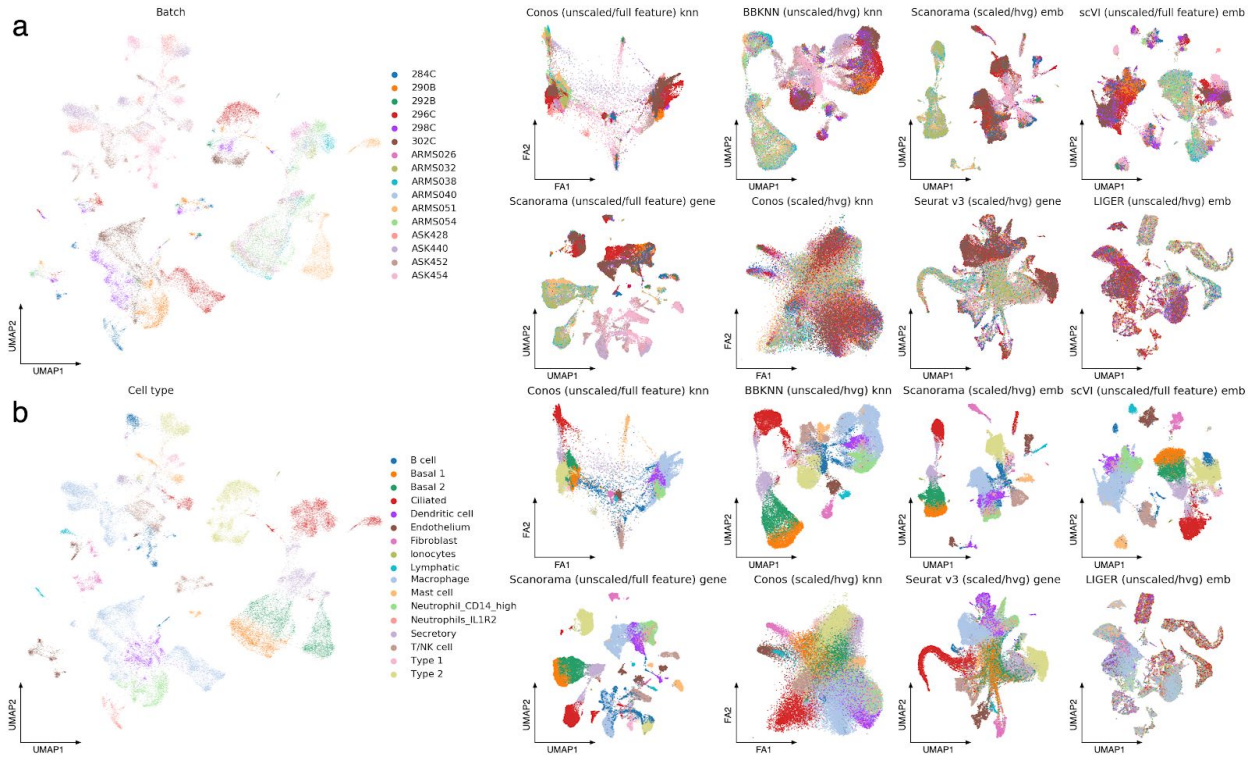 a
Batch
284C
290B
292B
296C
298C
302C
ARMS026
ARMS032
ARMS038
ARMS040
ARMS051
ARMS054
ASK428
ASK440
ASK452
ASK454
UMAP2
UMAP1
Conos (unscaled/full feature) knn
BBKNN (unscaled/hvg) knn
Scanorama (scaled/hvg) emb
scVI (unscaled/full feature) emb
FA2
UMAP2
UMAP2
UMAP2
FA1
UMAP1
UMAP1
UMAP1
Scanorama (unscaled/full feature) gene
Conos (scaled/hvg) knn
Seurat v3 (scaled/hvg) gene
LIGER (unscaled/hvg) emb
UMAP2
FA2
UMAP2
UMAP2
UMAP1
FA1
UMAP1
UMAP1
b
Cell type
B cell
Basal 1
Basal 2
Ciliated
Dendritic cell
Endothelium
Fibroblast
Ionocytes
Lymphatic
Macrophage
Mast cell
Neutrophil_CD14_high
Neutrophils_IL1R2
Secretory
T/NK cell
Type 1
Type 2
UMAP2
UMAP1
Conos (unscaled/full feature) knn
BBKNN (unscaled/hvg) knn
Scanorama (scaled/hvg) emb
scVI (unscaled/full feature) emb
FA2
UMAP2
UMAP2
UMAP2
FA1
UMAP1
UMAP1
UMAP1
Scanorama (unscaled/full feature) gene
Conos (scaled/hvg) knn
Seurat v3 (scaled/hvg) gene
LIGER (unscaled/hvg) emb
UMAP2
FA2
UMAP2
UMAP2
UMAP1
FA1
UMAP1
UMAP1